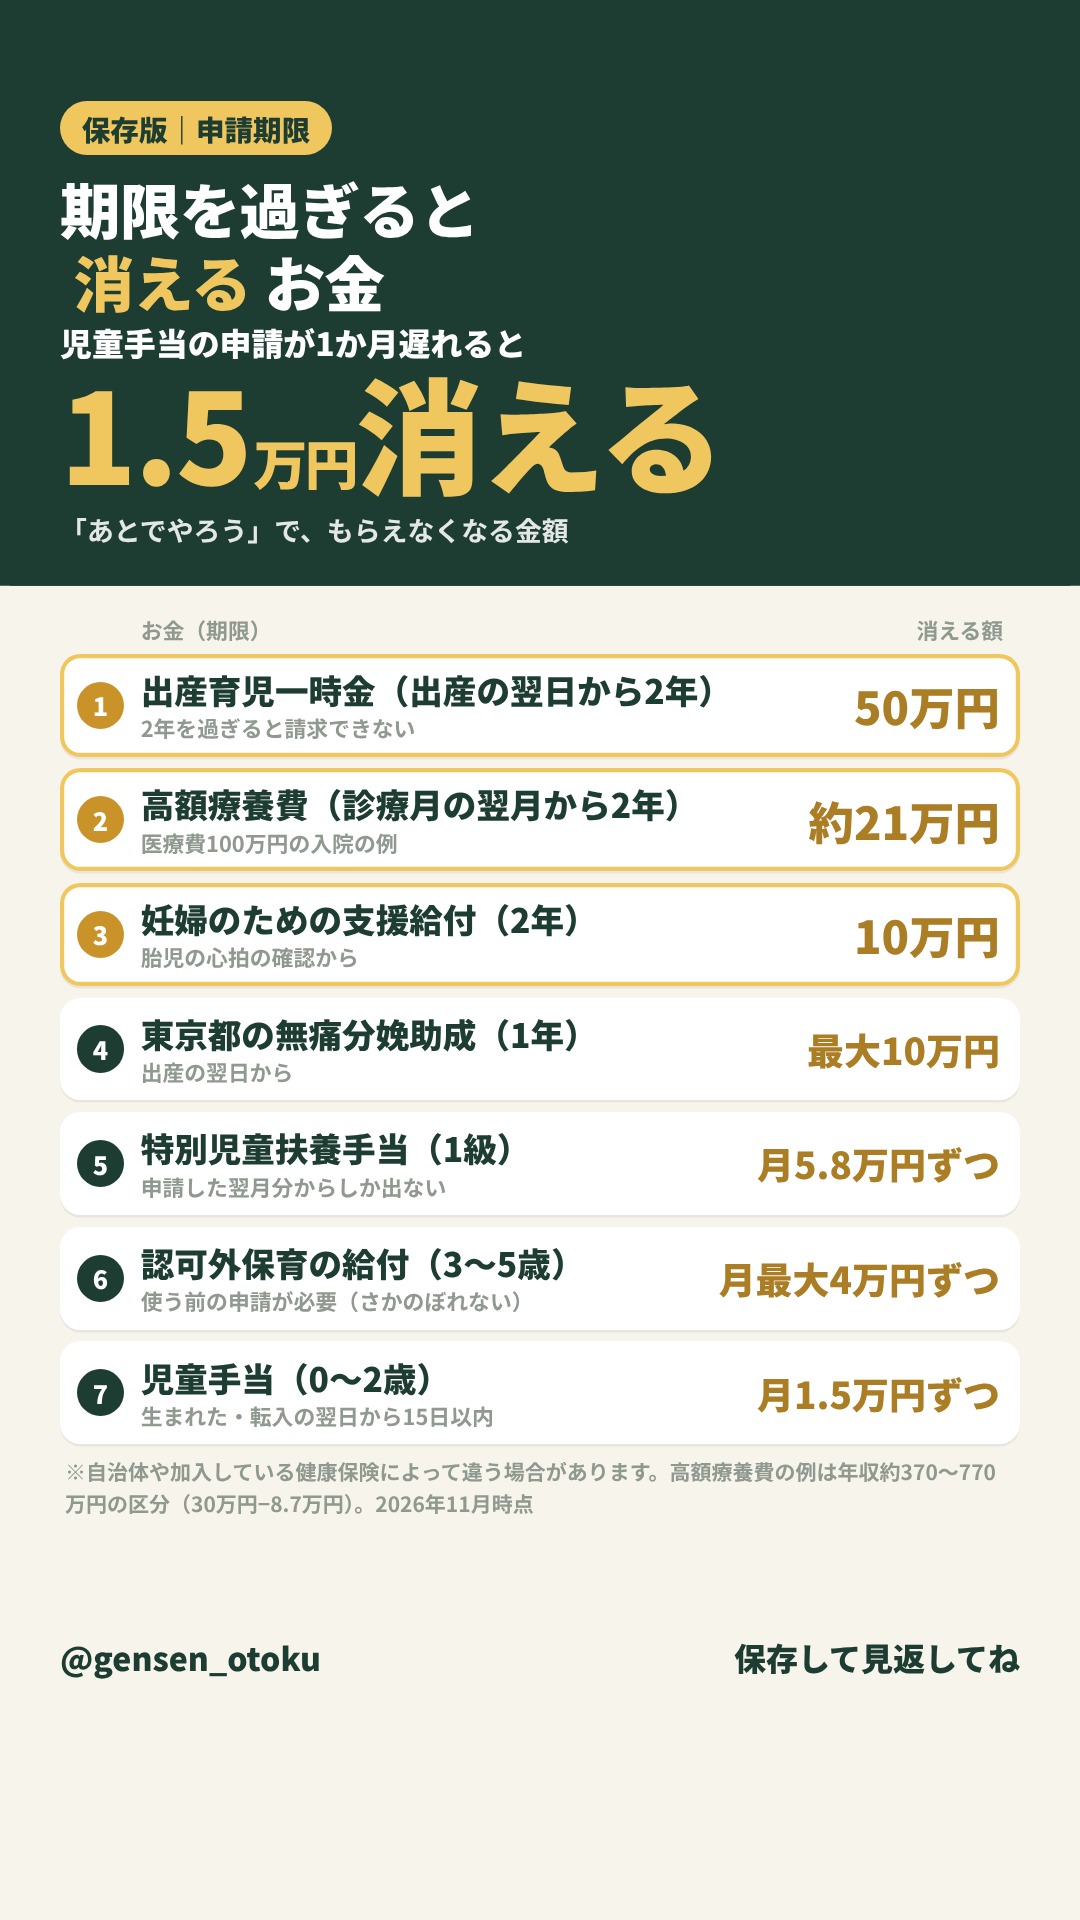 保存版｜申請期限
期限を過ぎると
消える お金
児童手当の申請が1か月遅れると
1.5万円消える
「あとでやろう」で、もらえなくなる金額
お金（期限） 消える額
1 出産育児一時金（出産の翌日から2年） 50万円
2年を過ぎると請求できない
2 高額療養費（診療月の翌月から2年） 約21万円
医療費100万円の入院の例
3 妊婦のための支援給付（2年） 10万円
胎児の心拍の確認から
4 東京都の無痛分娩助成（1年） 最大10万円
出産の翌日から
5 特別児童扶養手当（1級） 月5.8万円ずつ
申請した翌月分からしか出ない
6 認可外保育の給付（3〜5歳） 月最大4万円ずつ
使う前の申請が必要（さかのぼれない）
7 児童手当（0〜2歳） 月1.5万円ずつ
生まれた・転入の翌日から15日以内
※自治体や加入している健康保険によって違う場合があります。高額療養費の例は年収約370〜770
万円の区分（30万円−8.7万円）。2026年11月時点
@gensen_otoku 保存して見返してね